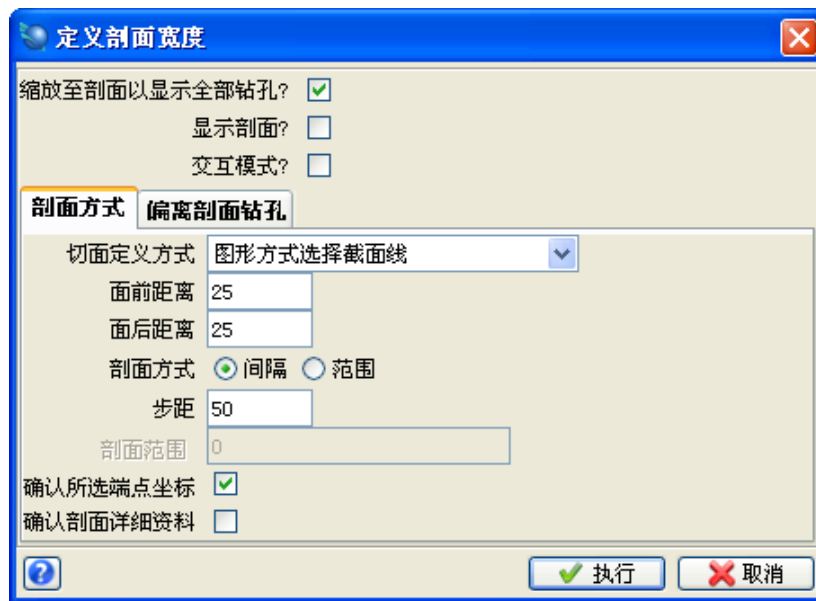 定义剖面宽度
缩放至剖面以显示全部钻孔?
显示剖面?
交互模式?
剖面方式 偏离剖面钻孔
切面定义方式 图形方式选择截面线
面前距离 25
面后距离 25
剖面方式 间隔 范围
步距 50
剖面范围 0
确认所选端点坐标
确认剖面详细资料
? 执行 取消